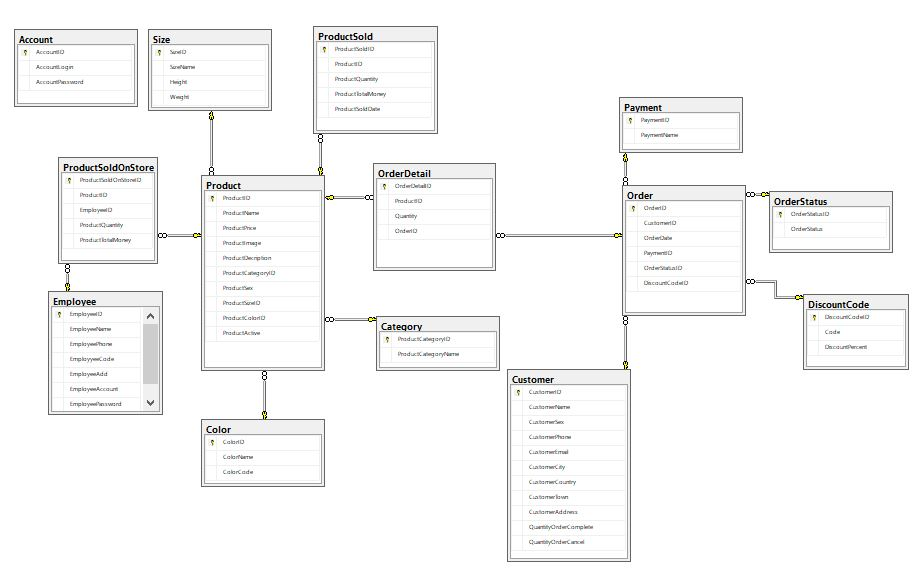 Account
AccountID
AccountLogin
AccountPassword
Size
SizeID
SizeName
Height
Weight
ProductSold
ProductSoldID
ProductID
ProductQuantity
ProductTotalMoney
ProductSoldDate
Payment
PaymentID
PaymentName
ProductSoldOnStore
ProductSoldOnStoreID
ProductID
EmployeeID
ProductQuantity
ProductTotalMoney
Product
ProductID
ProductName
ProductPrice
ProductImage
ProductDecription
ProductCategoryID
ProductSex
ProductSizeID
ProductColorID
ProductActive
OrderDetail
OrderDetailID
ProductID
Quantity
OrderID
Order
OrderID
CustomerID
OrderDate
PaymentID
OrderStatusID
DiscountCodeID
OrderStatus
OrderStatusID
OrderStatus
Employee
EmployeeID
EmployeeName
EmployeePhone
EmployyeeCode
EmployeeAdd
EmployeeAccount
EmployeePassword
Category
ProductCategoryID
ProductCategoryName
DiscountCode
DiscountCodeID
Code
DiscountPercent
Customer
CustomerID
CustomerName
CustomerSex
CustomerPhone
CustomerEmail
CustomerCity
CustomerCountry
CustomerTown
CustomerAddress
QuantityOrderComplete
QuantityOrderCancel
Color
ColorID
ColorName
ColorCode